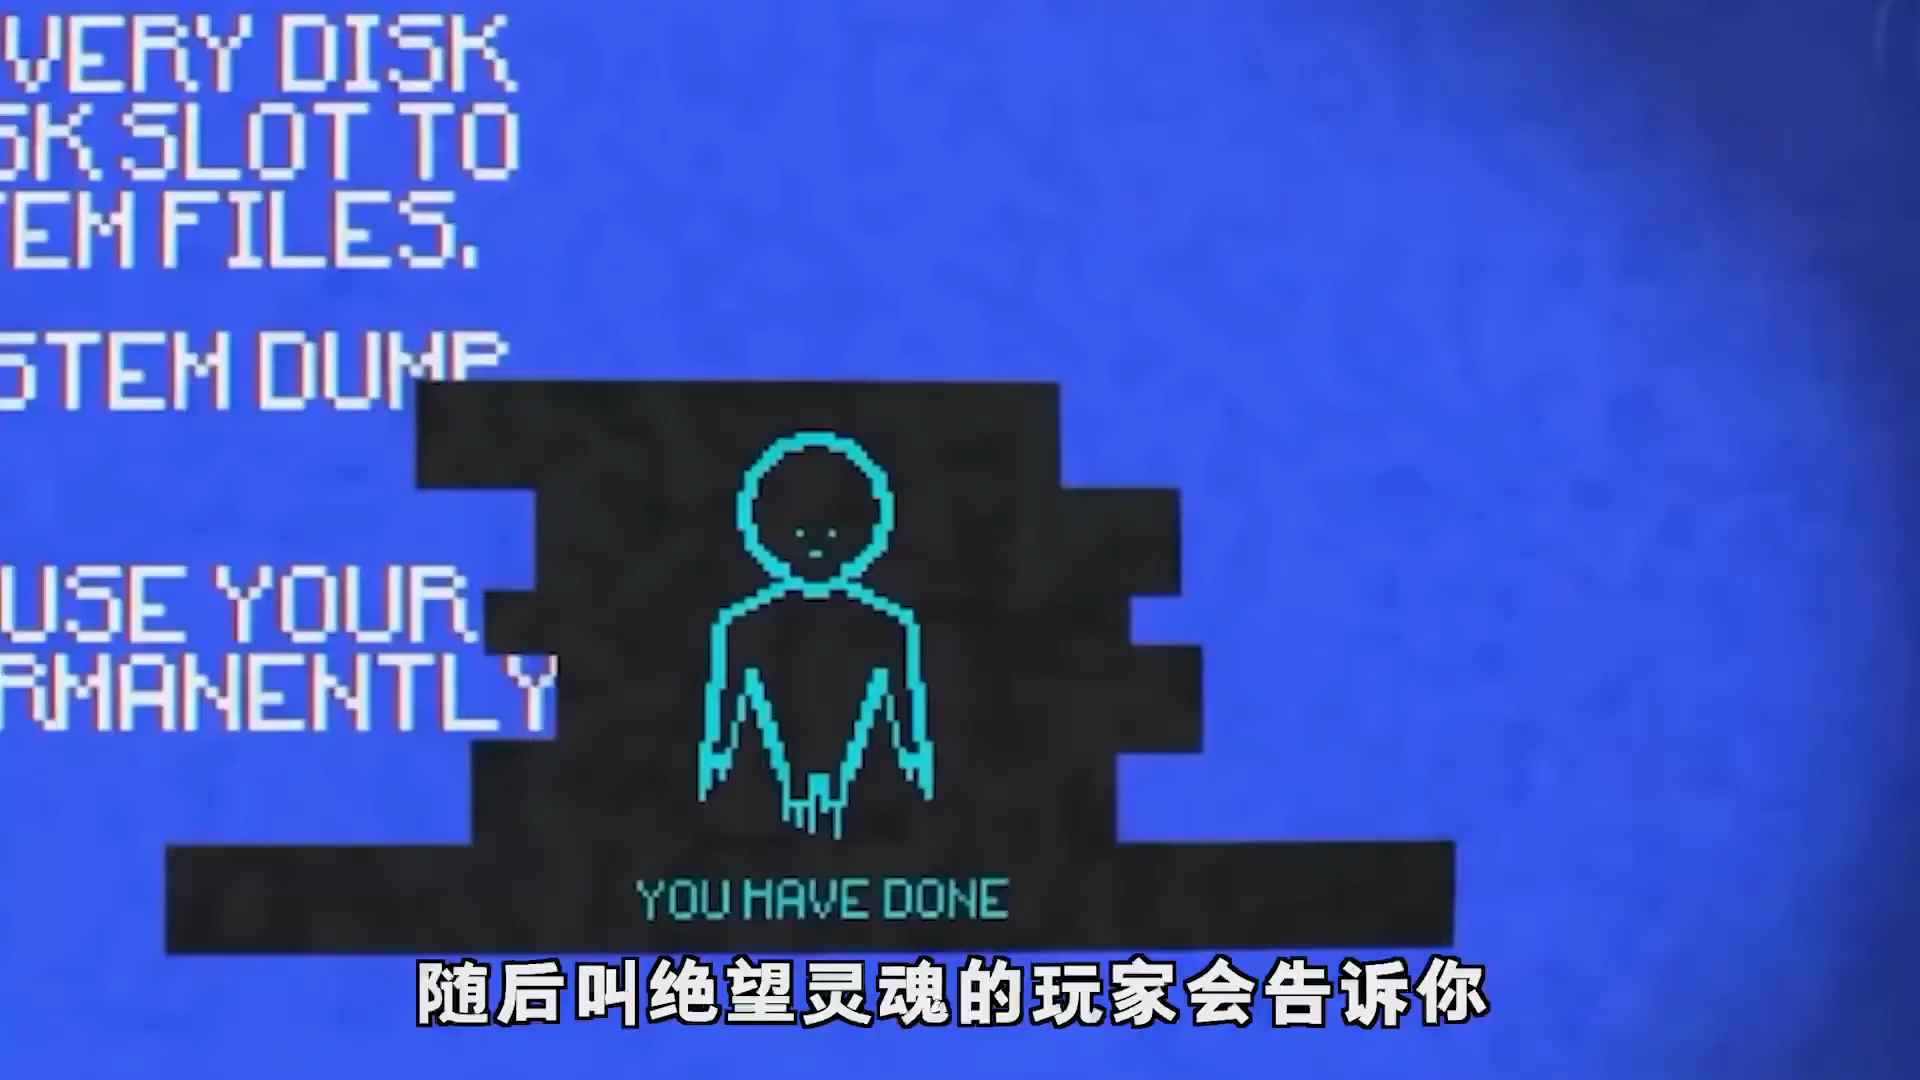 VERY DISK
SK SLOT TO
TEM FILES.
STEM DUMP
USE YOUR
RMANENTLY
YOU HAVE DONE
随后叫绝望灵魂的玩家会告诉你